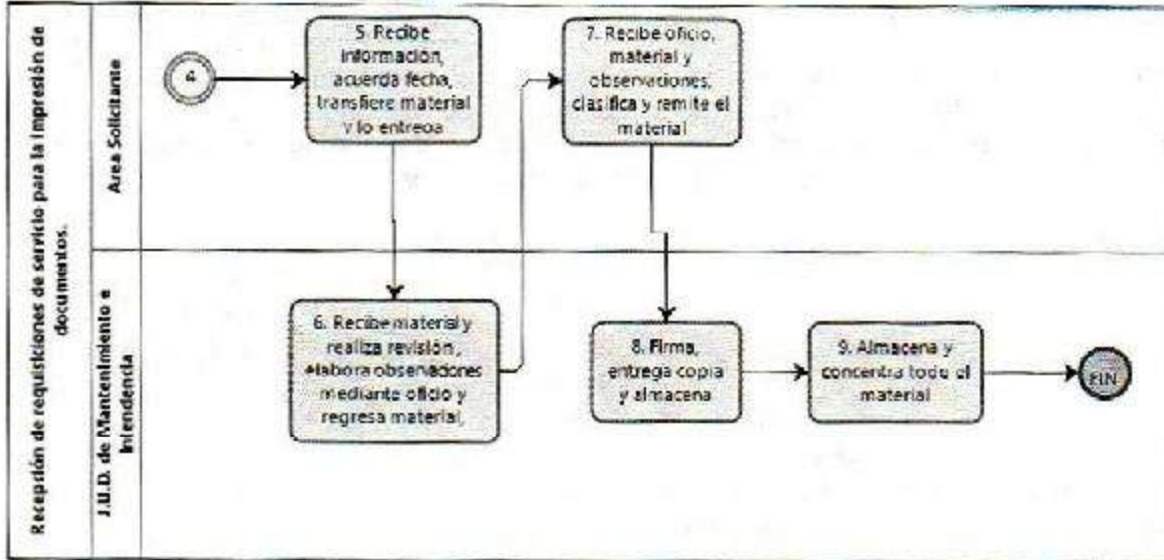 Recepción de requisiciones de servicio para la impresión de
documentos.
Area Solicitante
4
5. Recibe
información,
acuerda fecha,
transfiere material
y lo entrega
7. Recibe oficio,
material y
observaciones,
clasifica y remite el
material
J.U.D. de Mantenimiento e
Intendencia
6. Recibe material y
realiza revisión,
elabora observaciones
mediante oficio y
regresa material,
8. Firma,
entrega copia
y almacena
9. Almacena y
concentra todo el
material
FIN